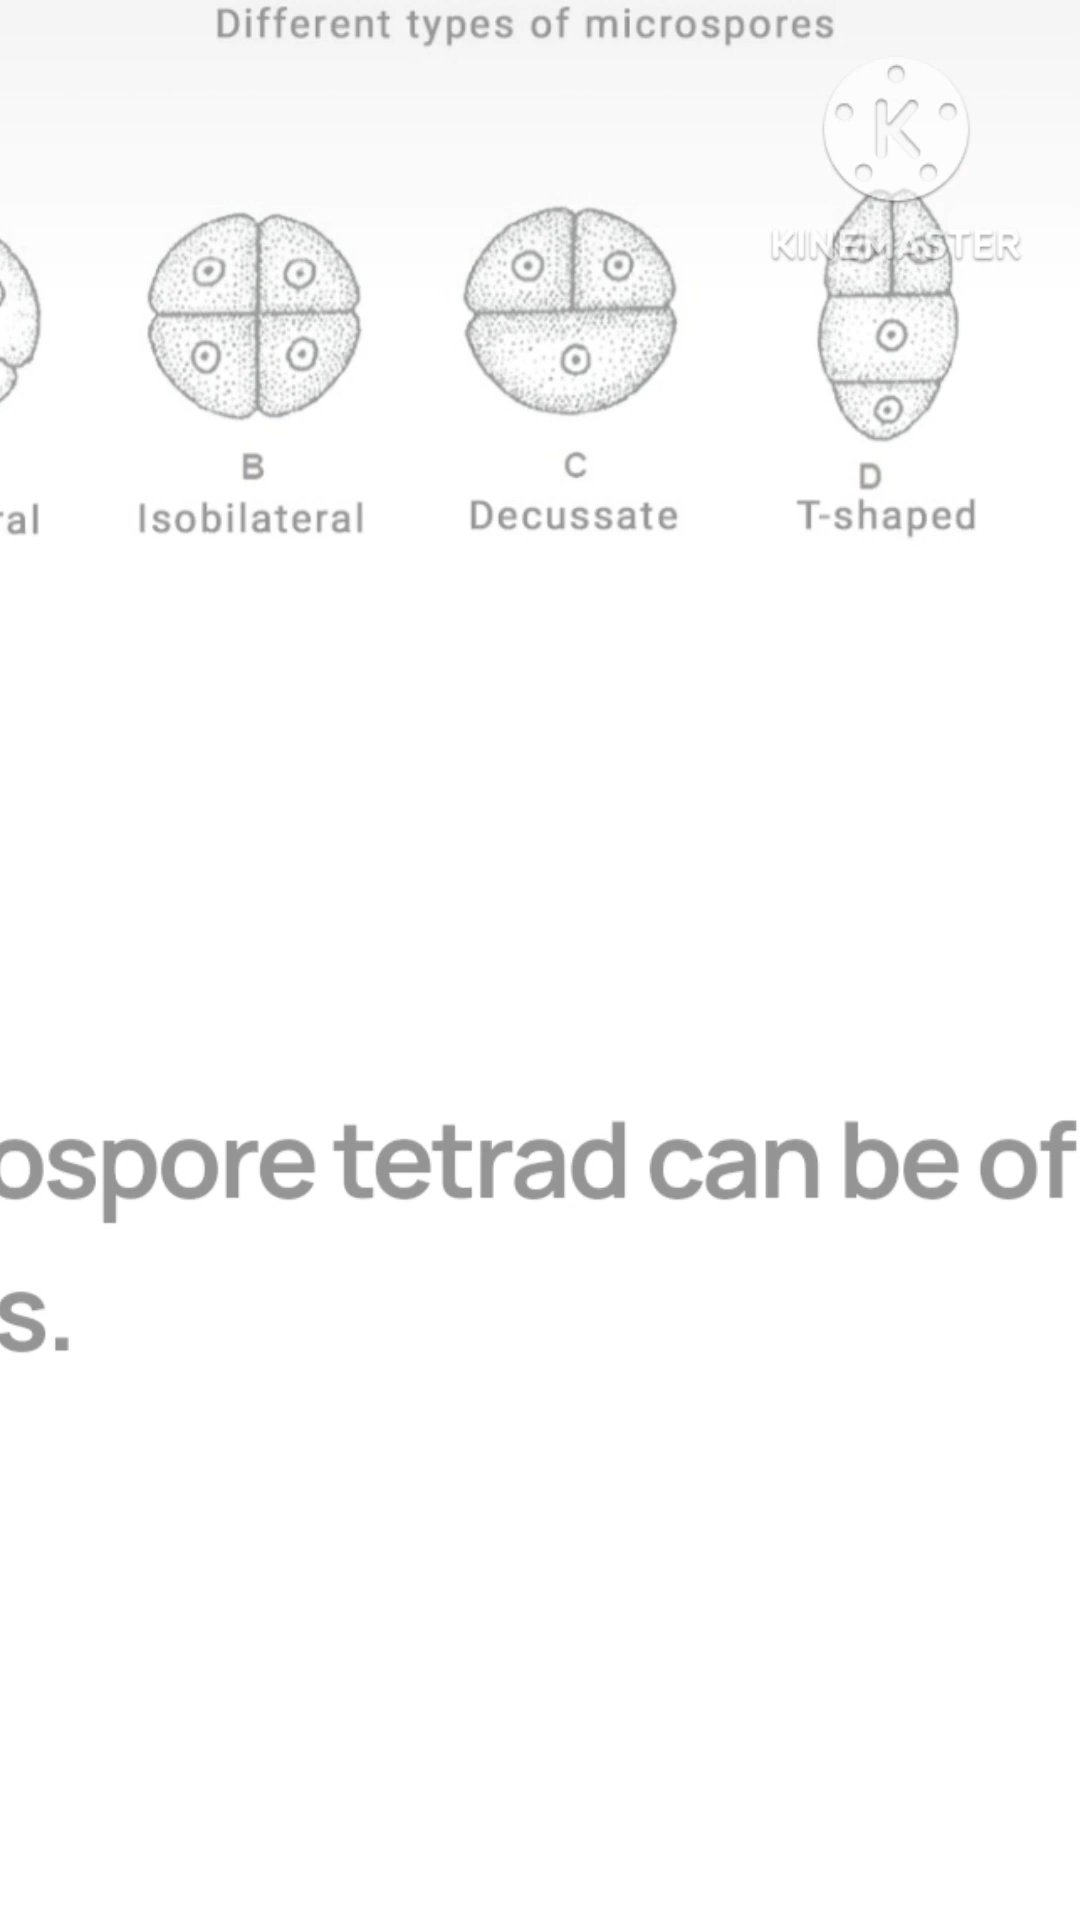 Different types of microspores
K
KINEMASTER
B
C
D
ral
Isobilateral
Decussate
T-shaped
ospore tetrad can be of
s.